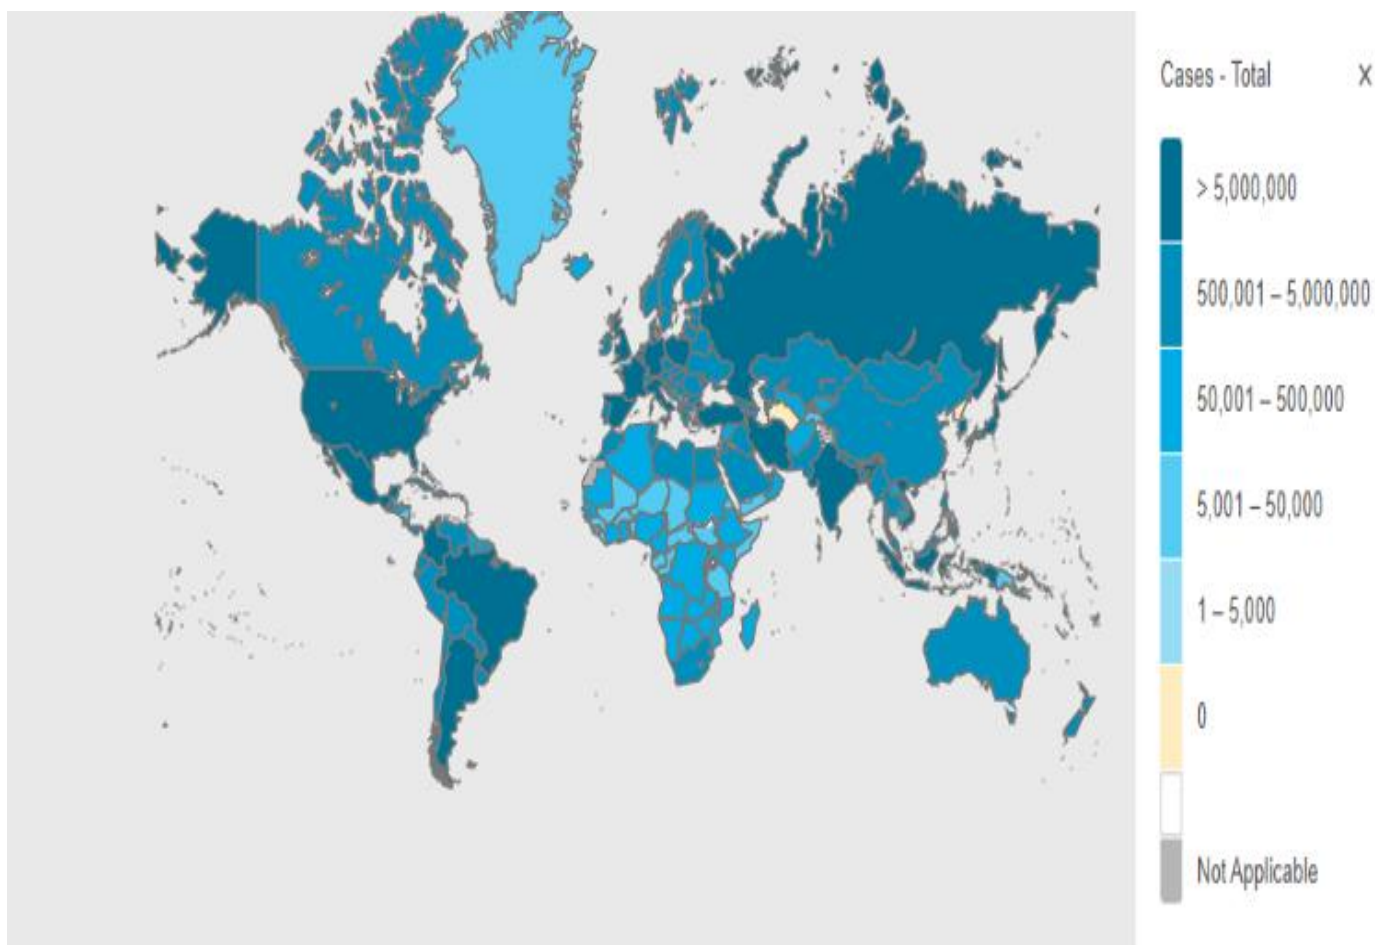 Cases - Total ×
> 5,000,000
500,001 – 5,000,000
50,001 – 500,000
5,001 – 50,000
1 – 5,000
0
Not Applicable